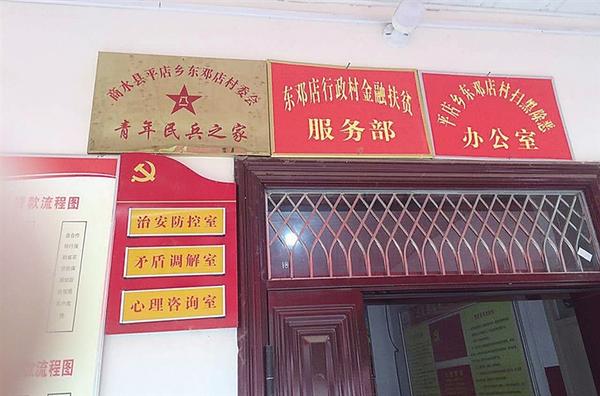 商水县平店乡东邓店村委会
青年民兵之家
东邓店行政村金融扶贫
服务部
平店乡东邓店村扫黑除恶
办公室
治安防控室
矛盾调解室
心理咨询室
款流程图
流程图